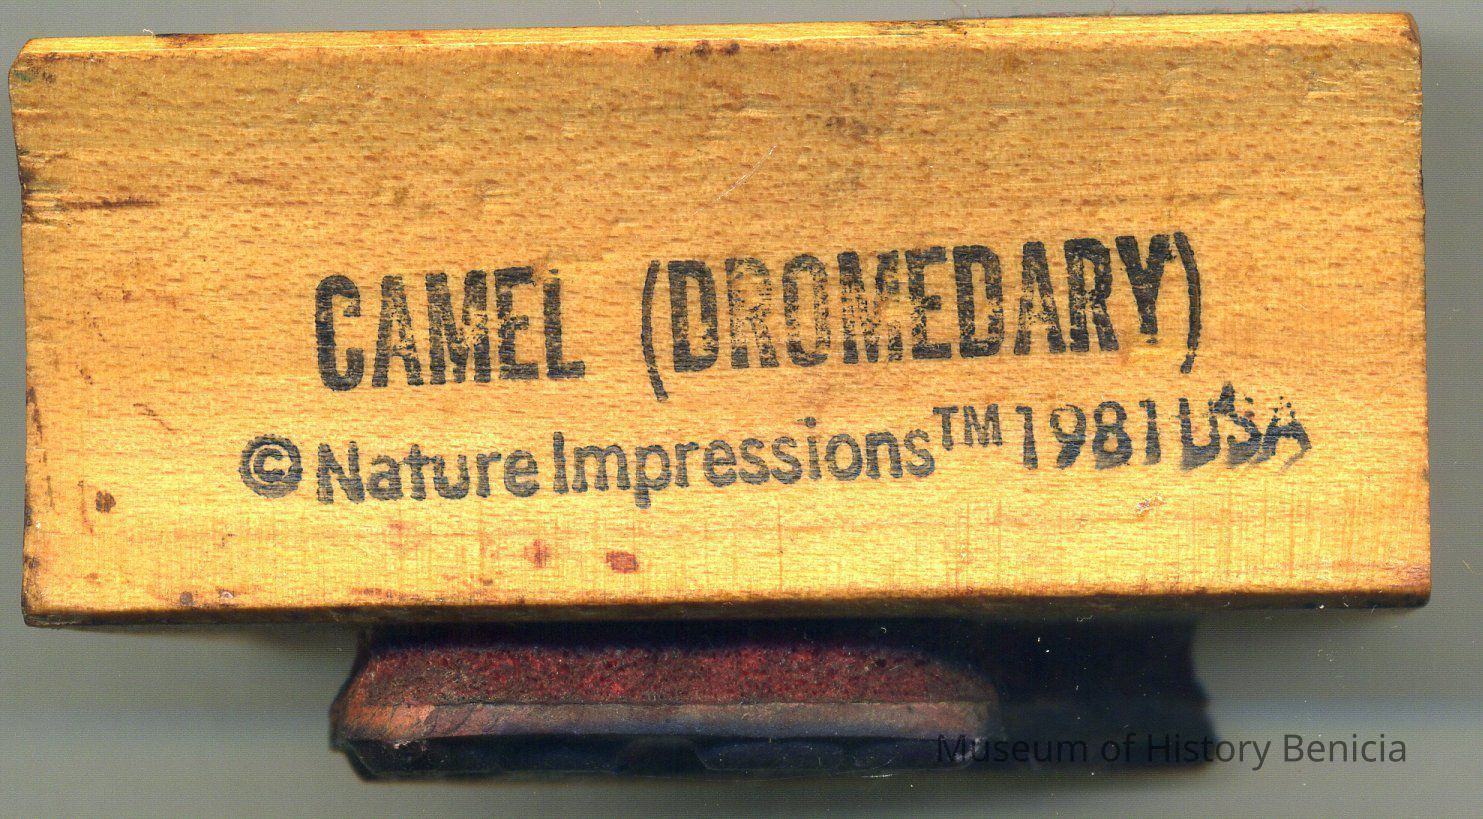 CAMEL (DROMEDARY)
©Nature Impressions™ 1981 USA
Museum of History Benicia